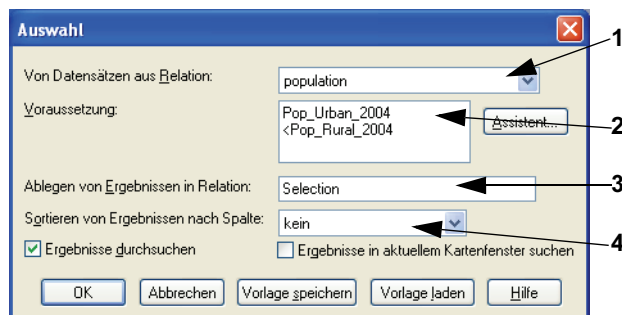 Auswahl
1
Von Datensätzen aus Relation:
population
Voraussetzung:
Pop_Urban_2004
<Pop_Rural_2004
Assistent...
2
Ablegen von Ergebnissen in Relation:
Selection
3
Sortieren von Ergebnissen nach Spalte:
kein
4
Ergebnisse durchsuchen
Ergebnisse in aktuellem Kartenfenster suchen
OK
Abbrechen
Vorlage speichern
Vorlage laden
Hilfe